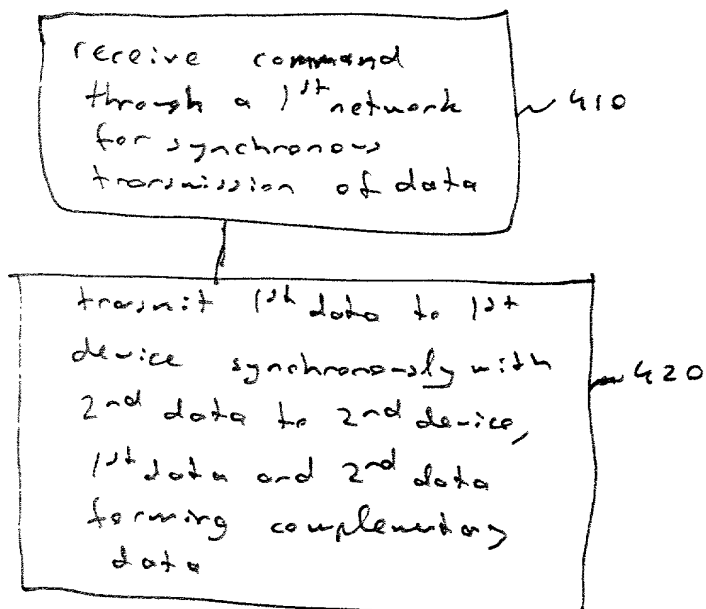 receive command
through a 1st network
for synchronous
transmission of data
410
transmit 1st data to 1st
device synchronously with
2nd data to 2nd device,
1st data and 2nd data
forming complementary
data
420